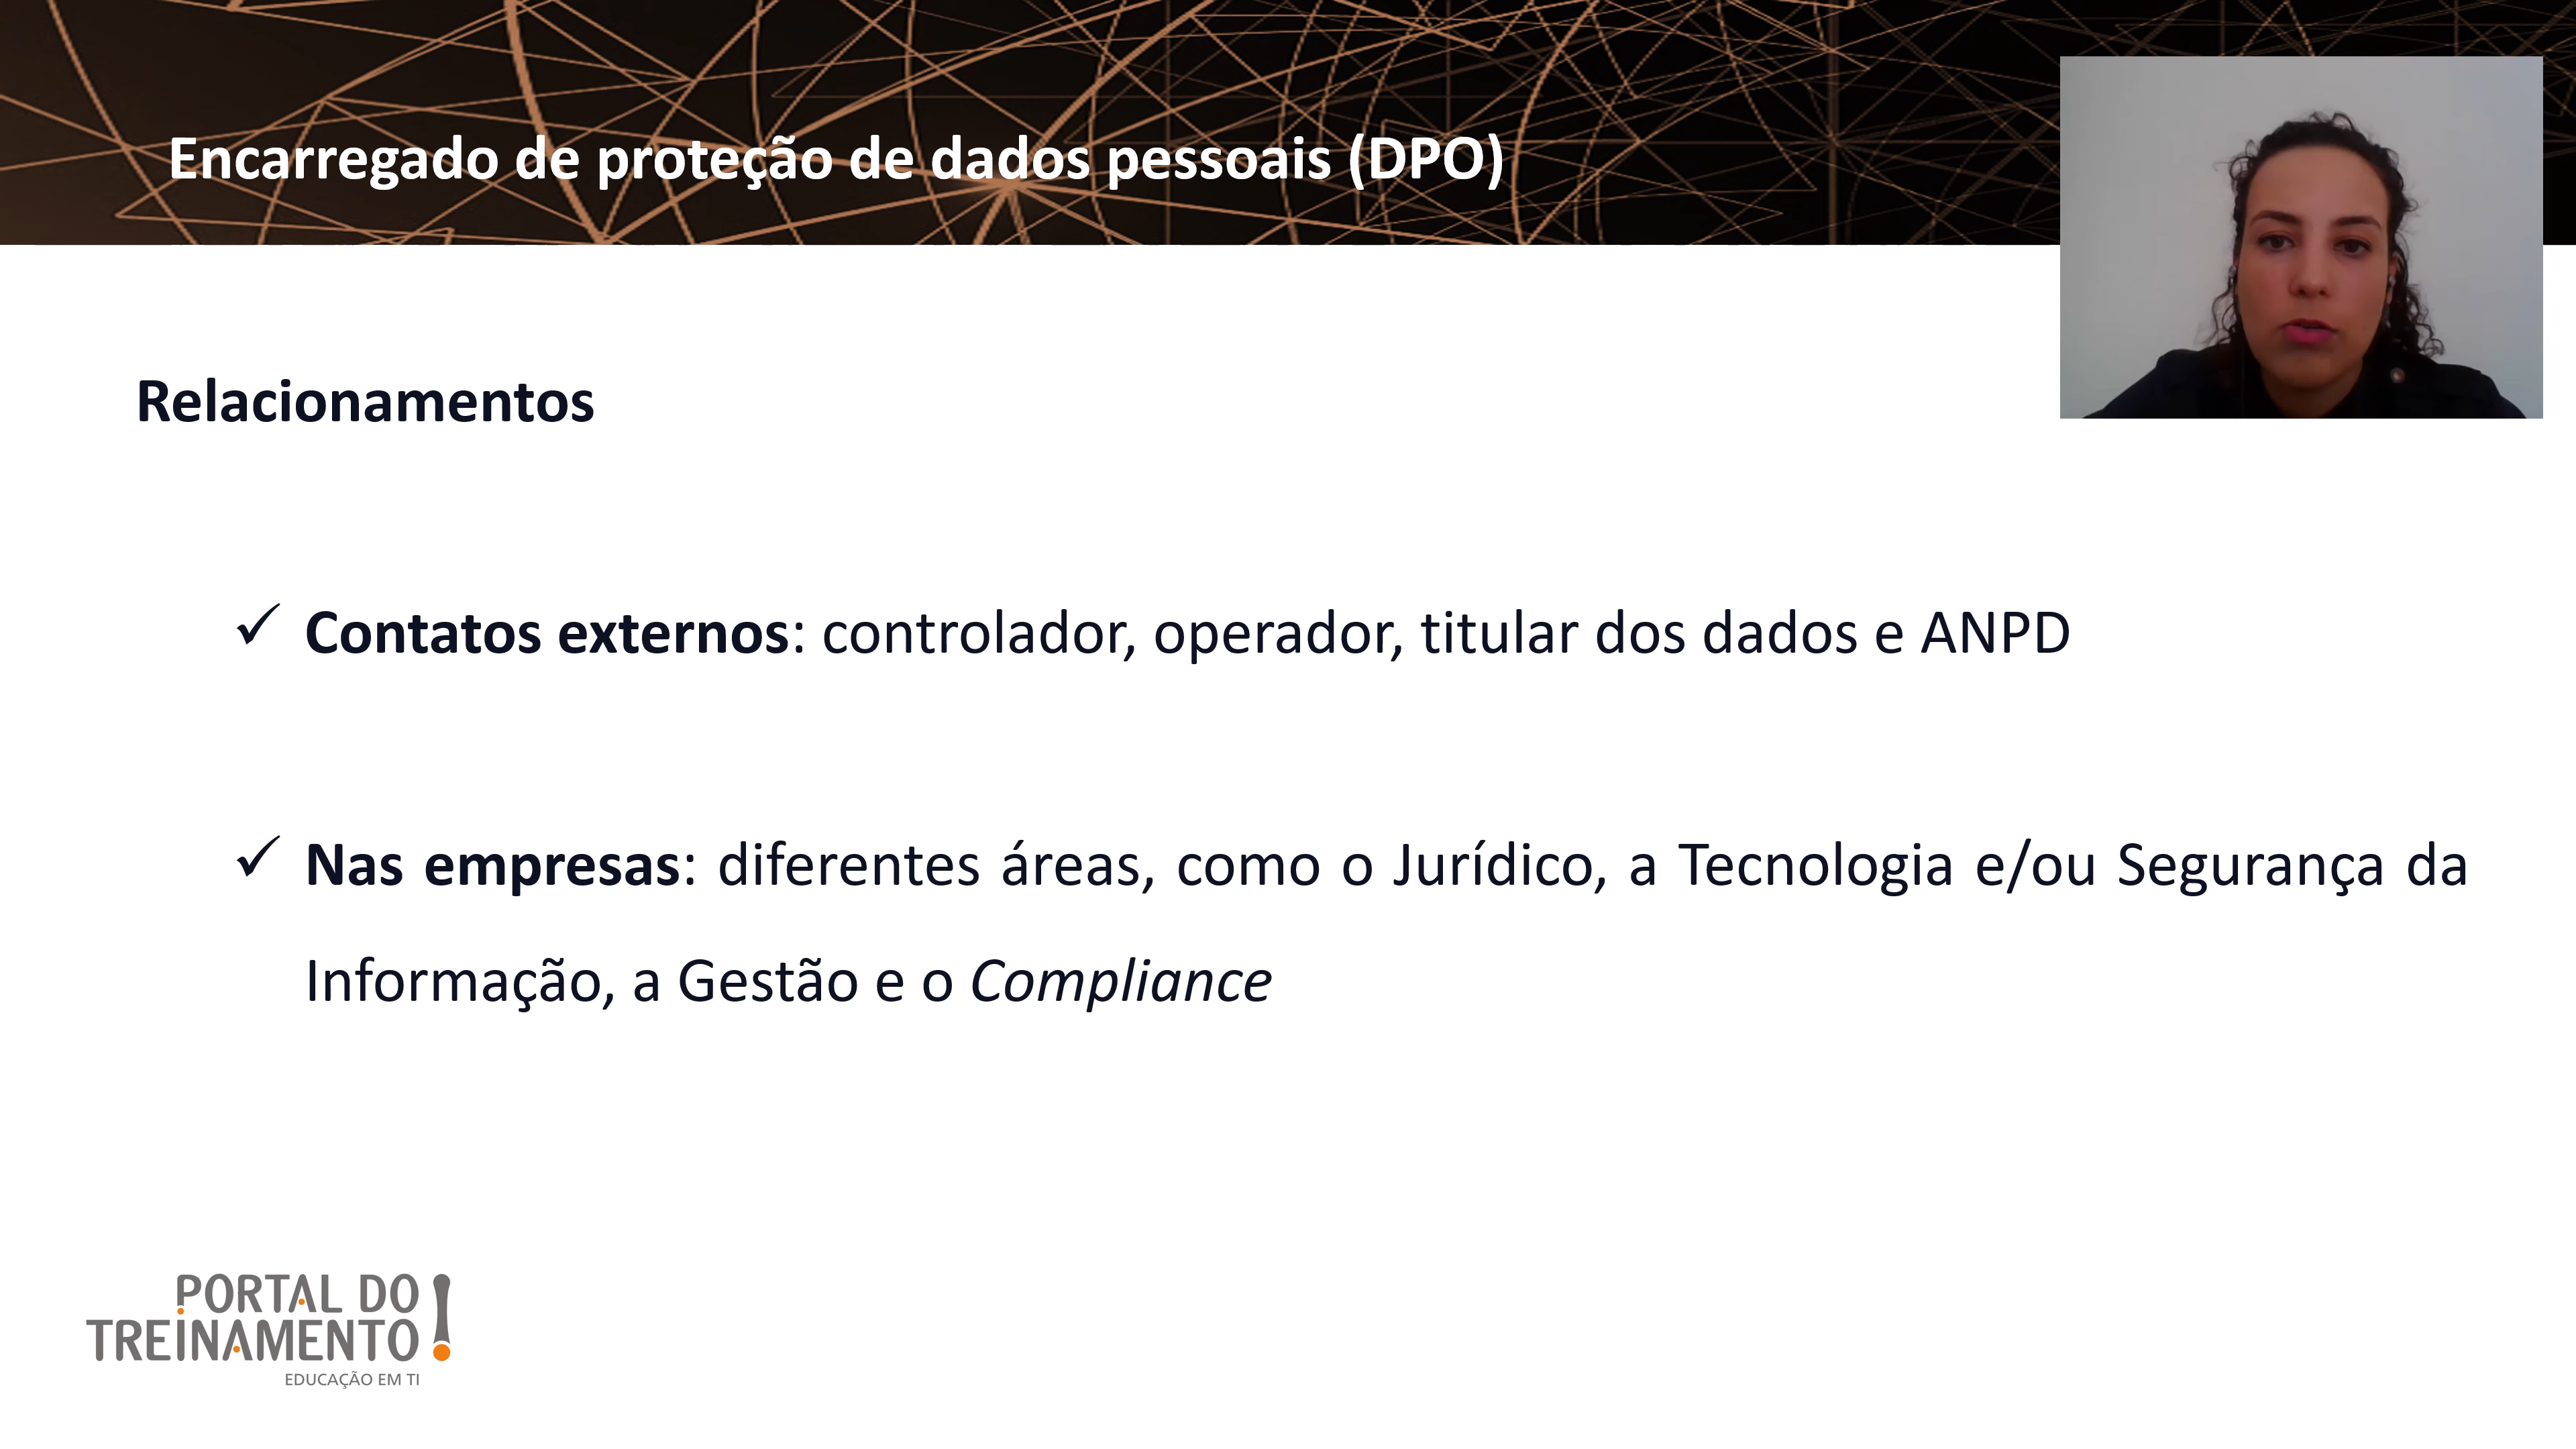 Encarregado de proteção de dados pessoais (DPO)
Relacionamentos
✓ Contatos externos: controlador, operador, titular dos dados e ANPD
✓ Nas empresas: diferentes áreas, como o Jurídico, a Tecnologia e/ou Segurança da
Informação, a Gestão e o Compliance
PORTAL DO
TREINAMENTO!
EDUCAÇÃO EM TI